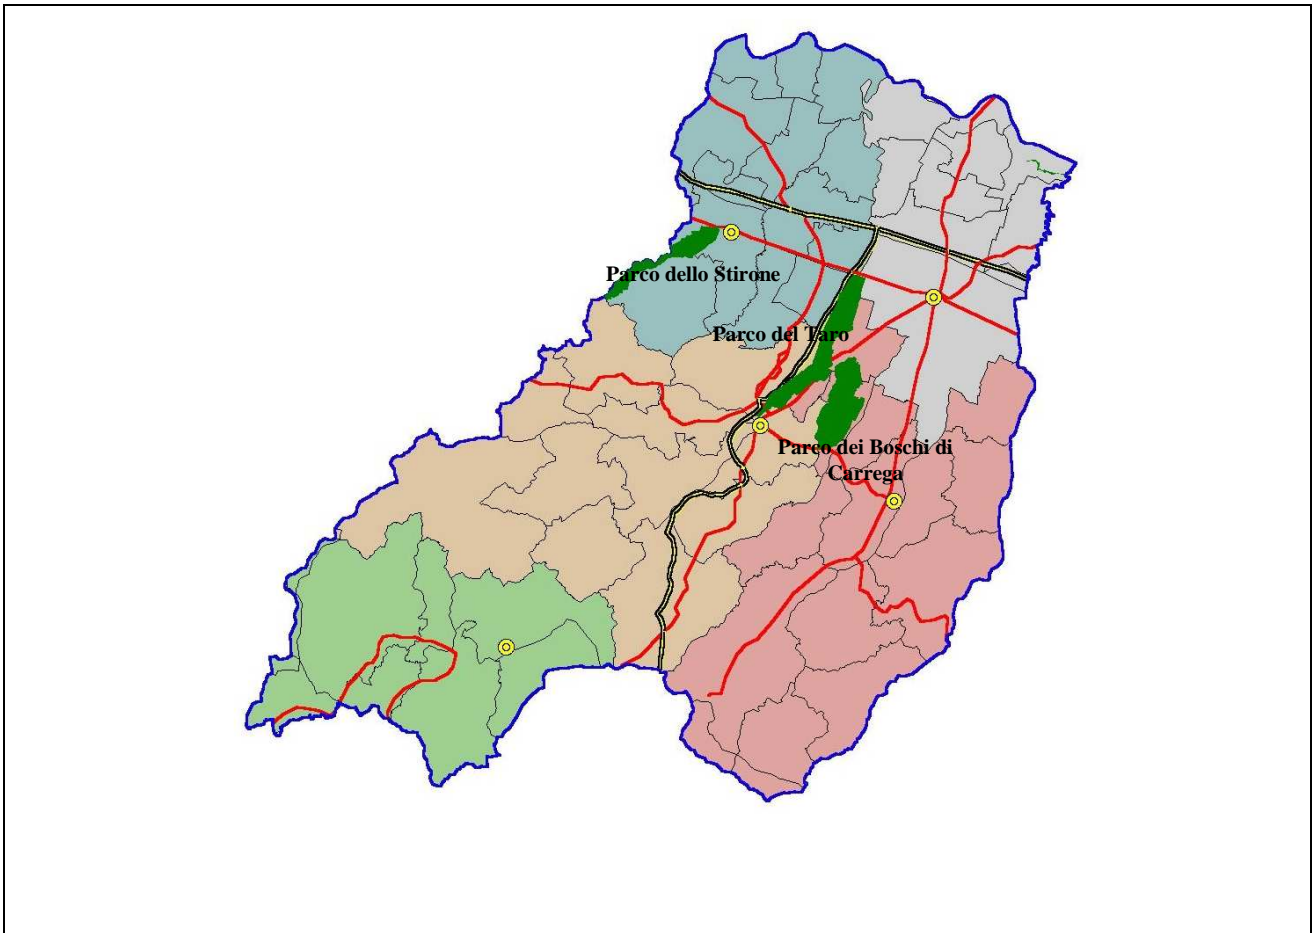 Parco dello Stirone
Parco del Taro
Parco dei Boschi di
Carrega